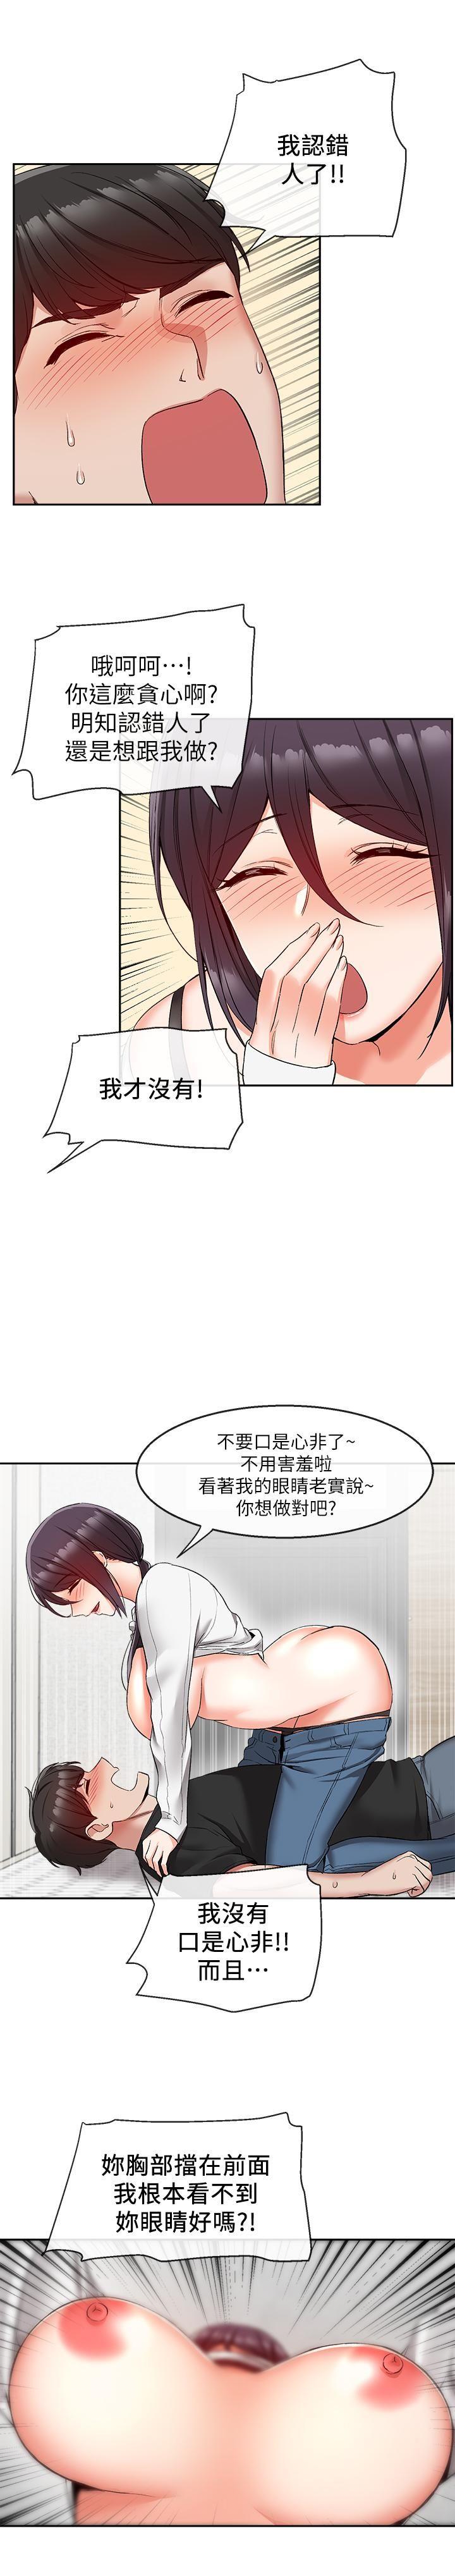 我認錯
人了!!
哦呵呵⋯!
你這麼貪心啊?
明知認錯人了
還是想跟我做?
我才沒有!
不要口是心非了~
不用害羞啦
看著我的眼睛老實說~
你想做對吧?
我沒有
口是心非!!
而且⋯
妳胸部擋在前面
我根本看不到
妳眼睛好嗎?!